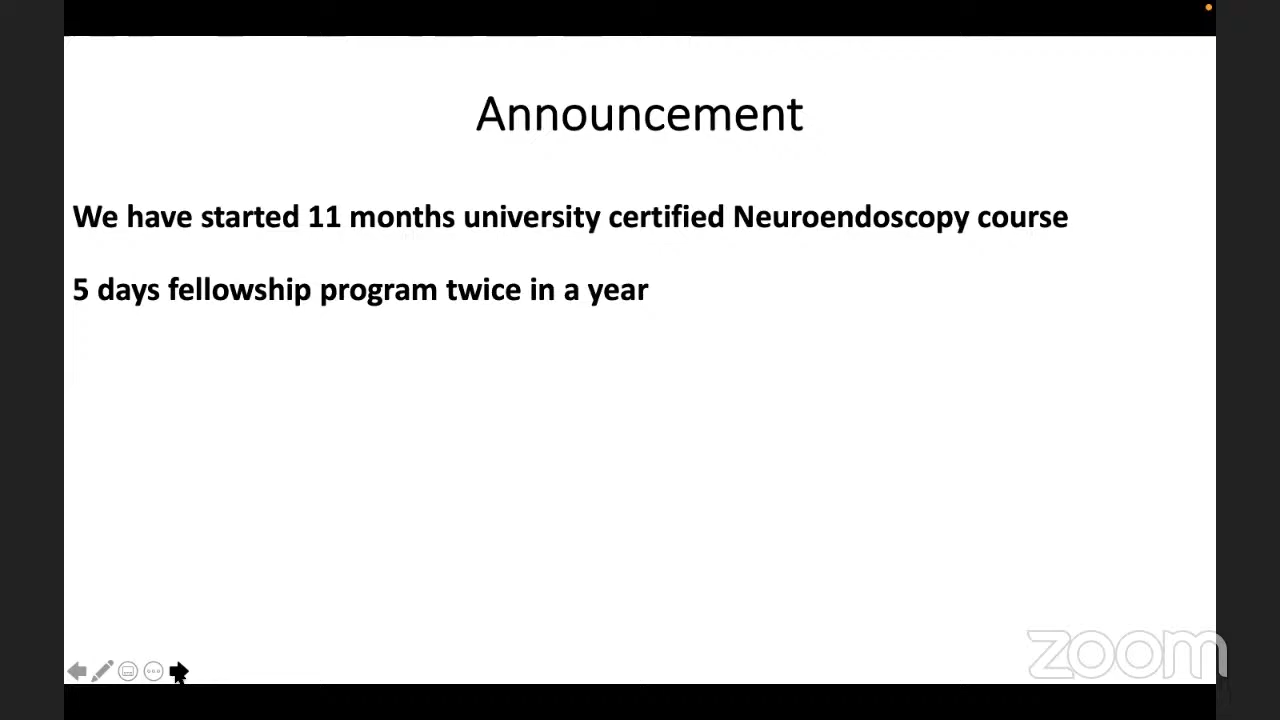 Announcement
We have started 11 months university certified Neuroendoscopy course
5 days fellowship program twice in a year
zoom